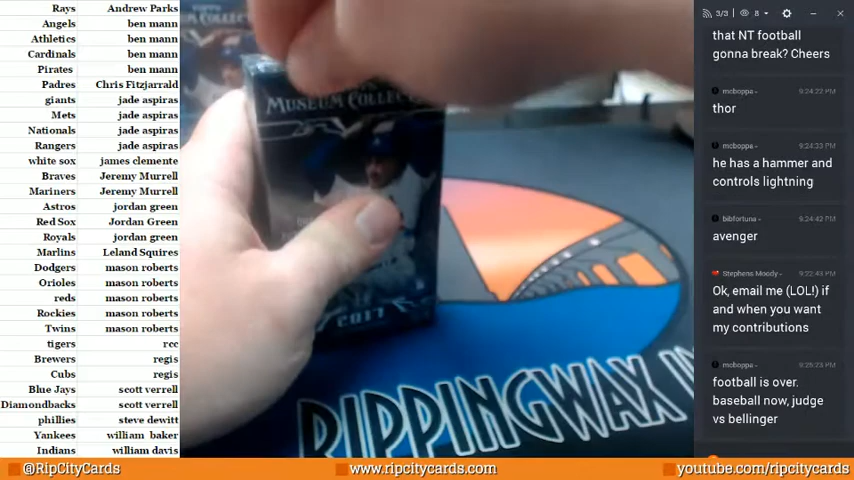 Rays Andrew Parks
Angels ben mann
Athletics ben mann
Cardinals ben mann
Pirates ben mann
Padres Chris Fitzjarrald
giants jade aspiras
Mets jade aspiras
Nationals jade aspiras
Rangers jade aspiras
white sox james clemente
Braves Jeremy Murrell
Mariners Jeremy Murrell
Astros jordan green
Red Sox Jordan Green
Royals jordan green
Marlins Leland Squires
Dodgers mason roberts
Orioles mason roberts
reds mason roberts
Rockies mason roberts
Twins mason roberts
tigers rcc
Brewers regis
Cubs regis
Blue Jays scott verrell
Diamondbacks scott verrell
phillies steve dewitt
Yankees william baker
Indians william davis
MUSEUM COLLEC
2017
RIPPINGWAX
3/3 8
that NT football
gonna break? Cheers
mcboppa 9:24:22 PM
thor
mcboppa 9:24:33 PM
he has a hammer and
controls lightning
bibfortuna 9:24:42 PM
avenger
Stephens Moody
Ok, email me (LOL!) if
and when you want
my contributions
mcboppa
football is over.
baseball now, judge
vs bellinger
@RipCityCards
www.ripcitycards.com
youtube.com/ripcitycards